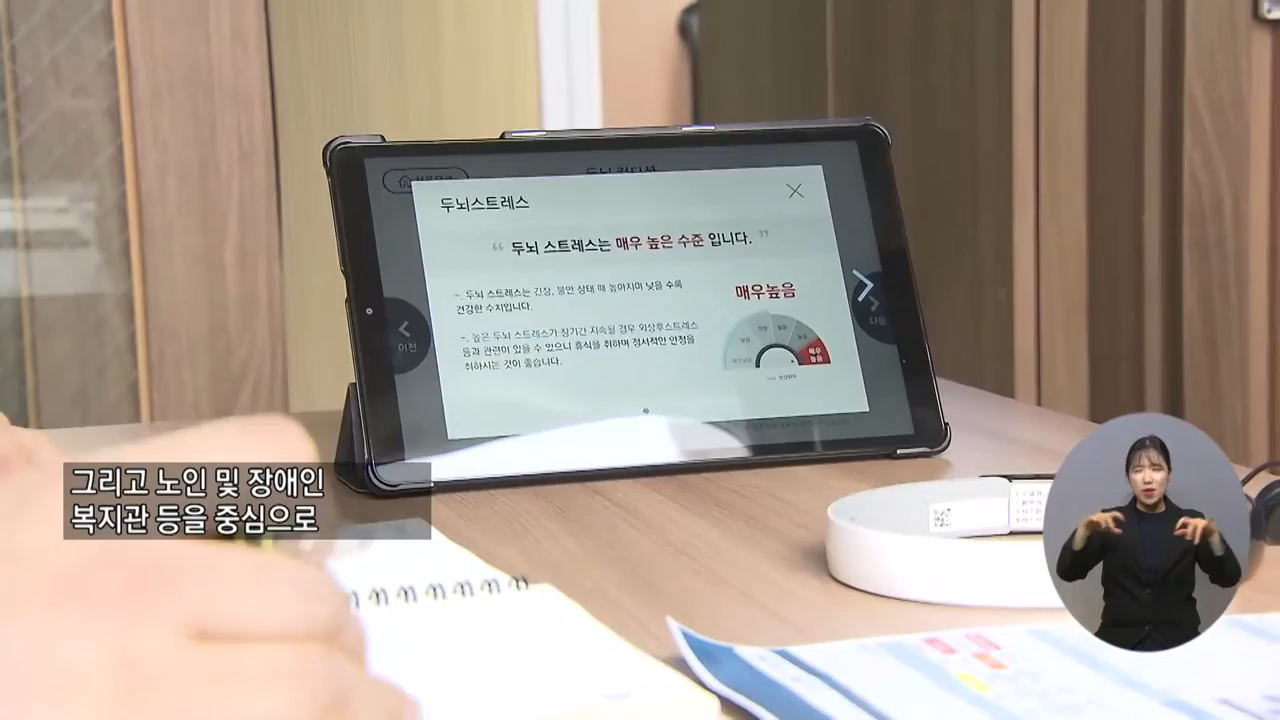 두뇌 컨디션
두뇌스트레스
“ 두뇌 스트레스는 매우 높은 수준 입니다. ”
-. 두뇌 스트레스는 긴장, 불안 상태 때 높아지며 낮을 수록
건강한 수치입니다.
-. 높은 두뇌 스트레스가 장기간 지속될 경우 외상후스트레스
등과 관련이 있을 수 있으니 휴식을 취하며 정서적인 안정을
취하시는 것이 좋습니다.
매우높음
매우
높음
이전
다음
그리고 노인 및 장애인
복지관 등을 중심으로